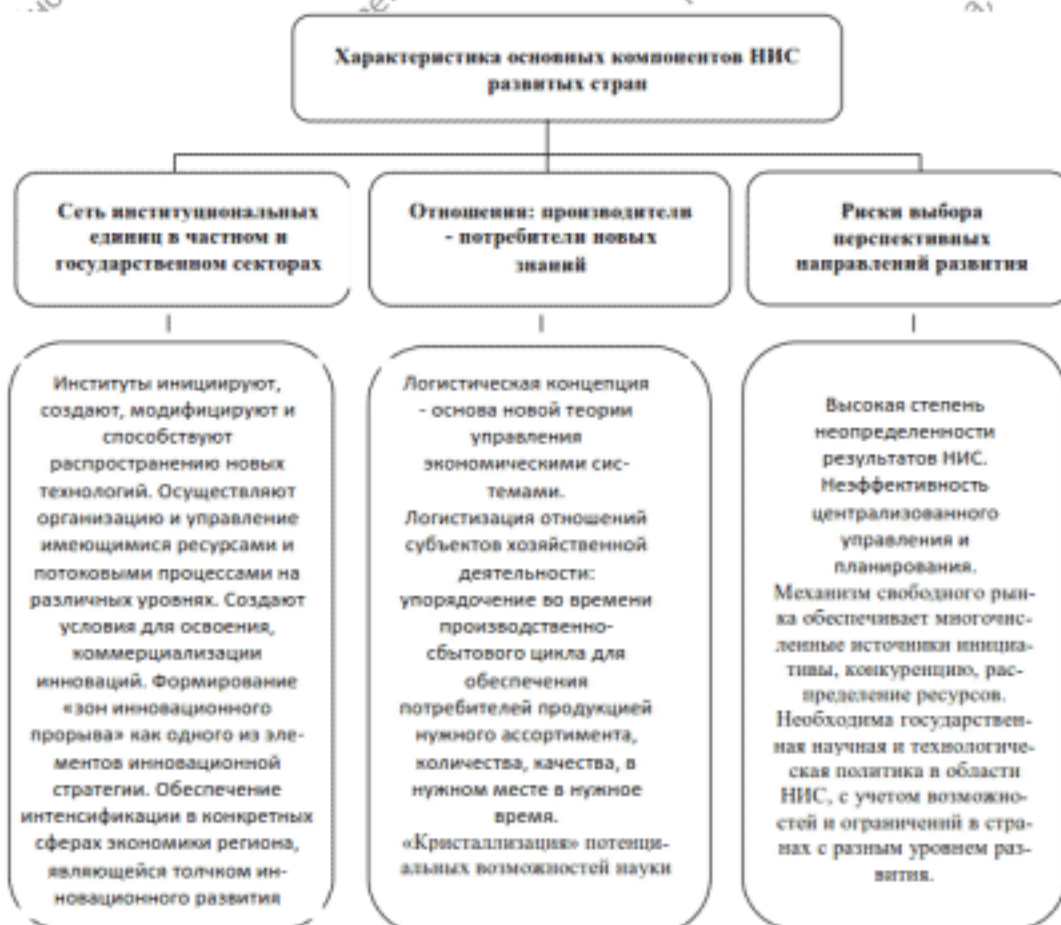 Характеристика основных компонентов НИС
развитых стран
Сеть институциональных
единиц в частном и
государственном секторах
Отношения: производители
- потребители новых
знаний
Риски выбора
перспективных
направлений развития
Институты инициируют,
создают, модифицируют и
способствуют
распространению новых
технологий. Осуществляют
организацию и управление
имеющимися ресурсами и
потоковыми процессами на
различных уровнях. Создают
условия для освоения,
коммерциализации
инноваций. Формирование
«зон инновационного
прорыва» как одного из эле-
ментов инновационной
стратегии. Обеспечение
интенсификации в конкретных
сферах экономики региона,
являющейся толчком ин-
новационного развития
Логистическая концепция
- основа новой теории
управления
экономическими сис-
темами.
Логистизация отношений
субъектов хозяйственной
деятельности:
упорядочение во времени
производственно-
сбытового цикла для
обеспечения
потребителей продукцией
нужного ассортимента,
количества, качества, в
нужном месте в нужное
время.
«Кристаллизация» потенци-
альных возможностей науки
Высокая степень
неопределенности
результатов НИС.
Неэффективность
централизованного
управления и
планирования.
Механизм свободного рын-
ка обеспечивает многочис-
ленные источники инициа-
тивы, конкуренцию, рас-
пределение ресурсов.
Необходима государствен-
ная научная и технологиче-
ская политика в области
НИС, с учетом возможно-
стей и ограничений в стра-
нах с разным уровнем раз-
вития.